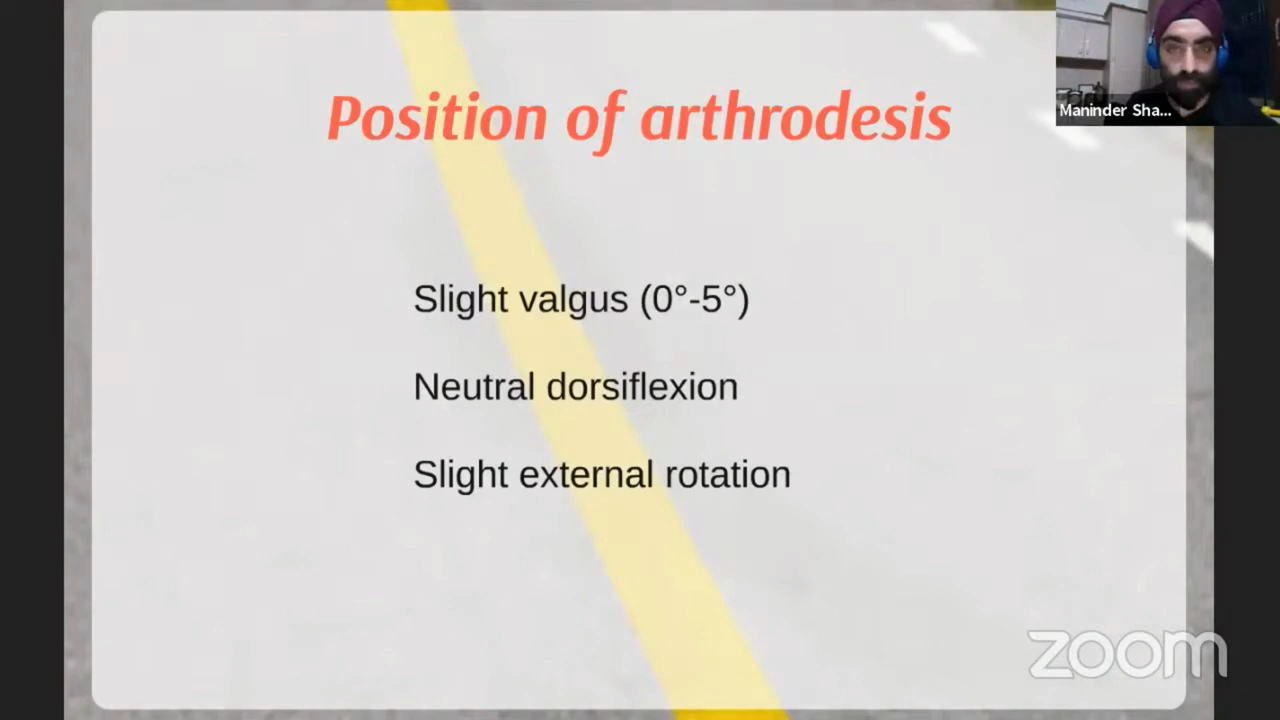 Position of arthrodesis
Maninder Sha...
Slight valgus (0°-5°)
Neutral dorsiflexion
Slight external rotation
zoom